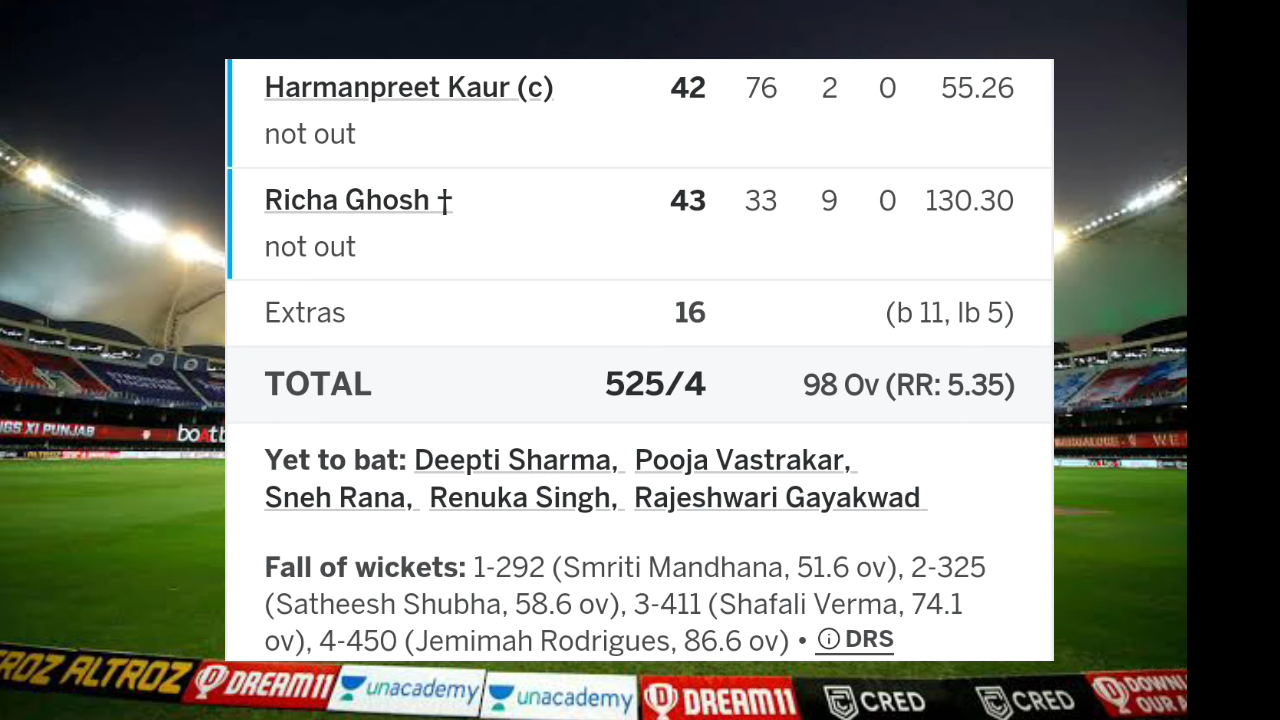 Harmanpreet Kaur (c) 42 76 2 0 55.26
not out
Richa Ghosh † 43 33 9 0 130.30
not out
Extras 16 (b 11, lb 5)
TOTAL 525/4 98 Ov (RR: 5.35)
Yet to bat: Deepti Sharma, Pooja Vastrakar,
Sneh Rana, Renuka Singh, Rajeshwari Gayakwad
Fall of wickets: 1-292 (Smriti Mandhana, 51.6 ov), 2-325
(Satheesh Shubha, 58.6 ov), 3-411 (Shafali Verma, 74.1
ov), 4-450 (Jemimah Rodrigues, 86.6 ov) • ⓘ DRS
NGS XI PUNJAB
ROZ ALTROZ DREAM11 unacademy unacademy DREAM11 CRED CRED